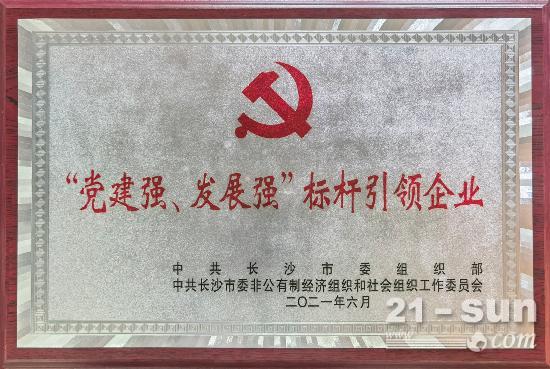 “党建强、发展强”标杆引领企业
中共长沙市委组织部
中共长沙市委非公有制经济组织和社会组织工作委员会
二〇二一年六月
21-sun
.com